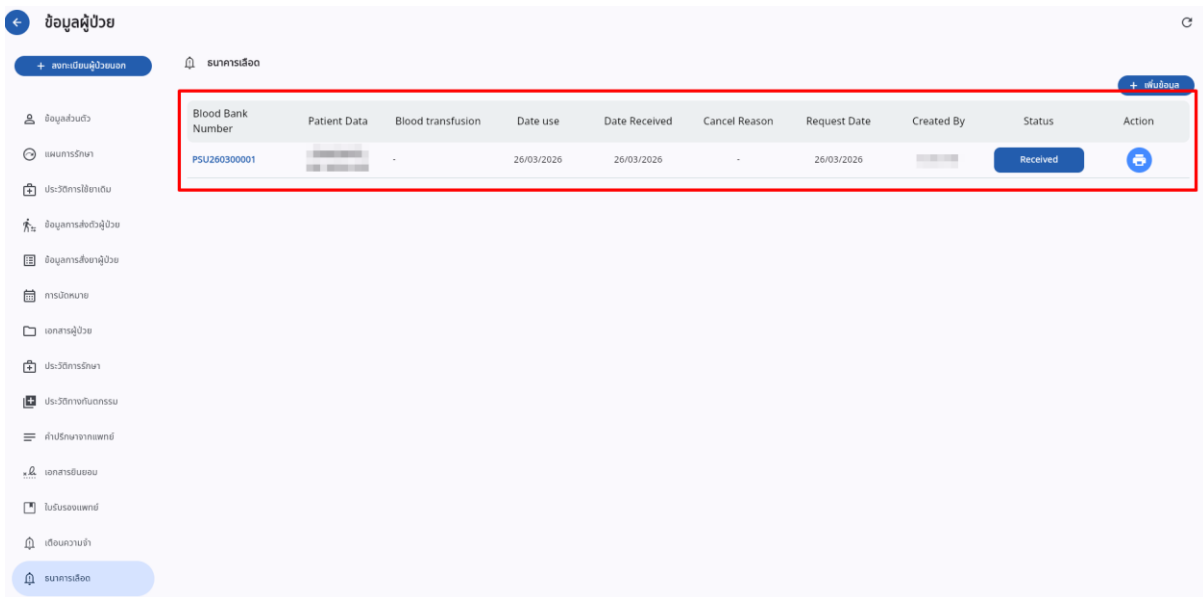 ข้อมูลผู้ป่วย
+ ลงทะเบียนผู้ป่วยนอก
ธนาคารเลือด
+ เพิ่มข้อมูล
ข้อมูลส่วนตัว
แผนการรักษา
ประวัติการใช้ยาเดิม
ข้อมูลการส่งตัวผู้ป่วย
ข้อมูลการสั่งยาผู้ป่วย
การนัดหมาย
เอกสารผู้ป่วย
ประวัติการรักษา
ประวัติทางทันตกรรม
คำปรึกษาจากแพทย์
เอกสารยินยอม
ใบรับรองแพทย์
เตือนความจำ
ธนาคารเลือด
Blood Bank Number Patient Data Blood transfusion Date use Date Received Cancel Reason Request Date Created By Status Action
PSU260300001 - 26/03/2026 26/03/2026 - 26/03/2026 Received